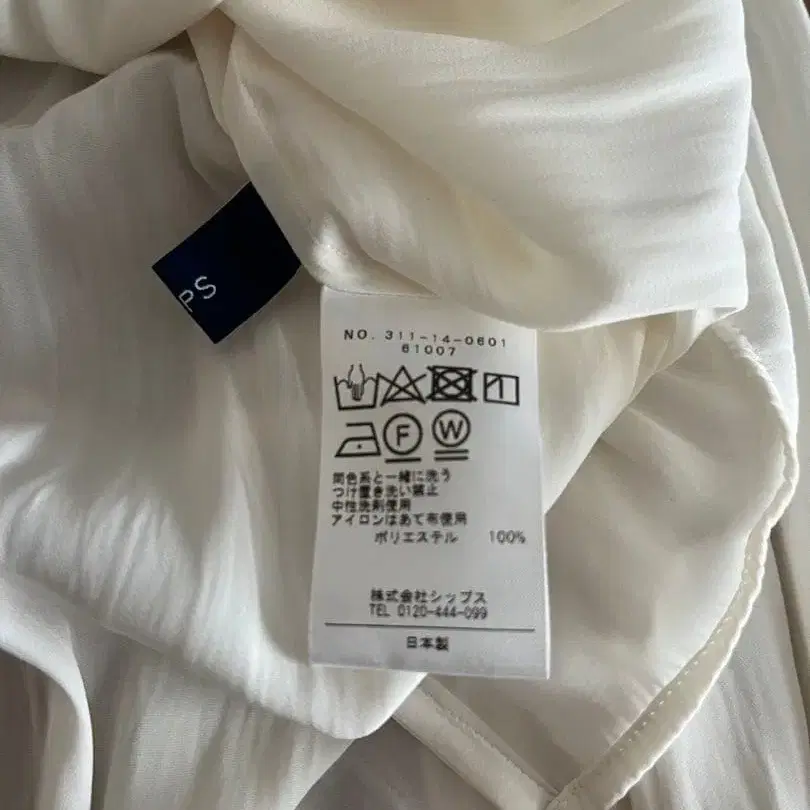 PS
NO. 311-14-0601
61007
F W
同色系と一緒に洗う
つけ置き洗い禁止
中性洗剤使用
アイロンはあて布使用
ポリエステル 100%
株式会社シップス
TEL 0120-444-099
日本製